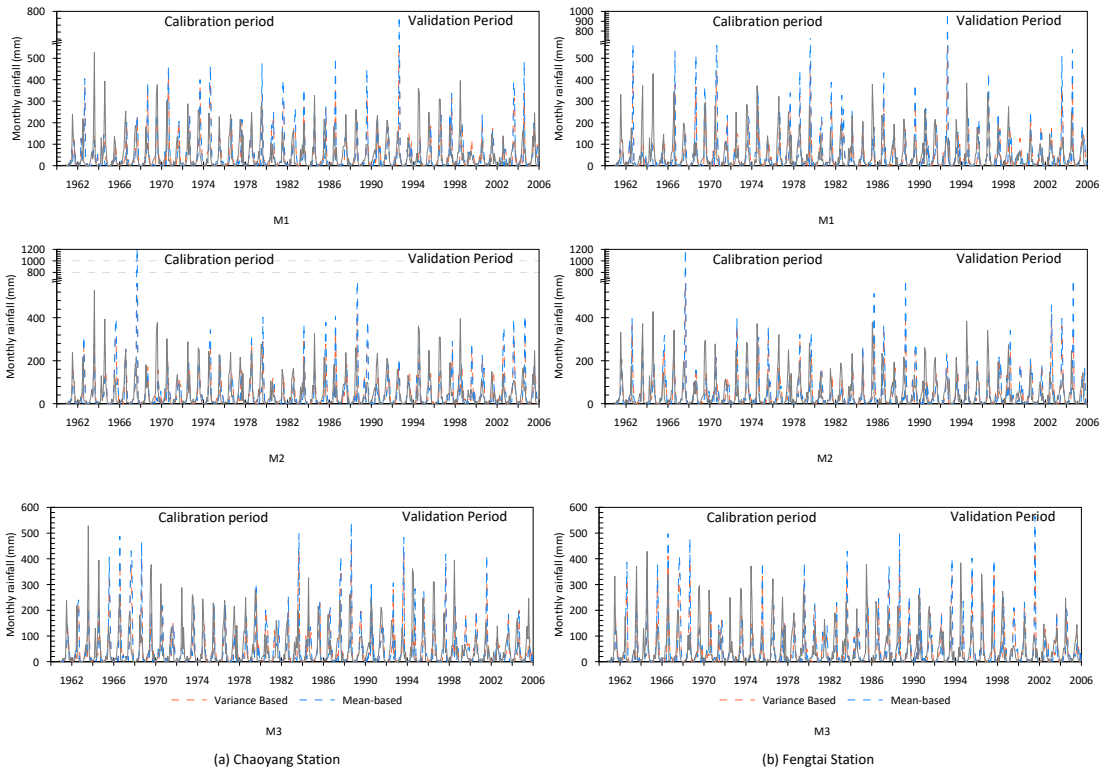 Calibration period
Validation Period
Monthly rainfall (mm)
800
500
400
300
200
100
0
1962 1966 1970 1974 1978 1982 1986 1990 1994 1998 2002 2006
M1
Calibration period
Validation Period
Monthly rainfall (mm)
1000
900
800
500
400
300
200
100
0
1962 1966 1970 1974 1978 1982 1986 1990 1994 1998 2002 2006
M1
Calibration period
Validation Period
Monthly rainfall (mm)
1200
1000
800
400
200
0
1962 1966 1970 1974 1978 1982 1986 1990 1994 1998 2002 2006
M2
Calibration period
Validation Period
Monthly rainfall (mm)
1200
1000
800
400
200
0
1962 1966 1970 1974 1978 1982 1986 1990 1994 1998 2002 2006
M2
Calibration period
Validation Period
Monthly rainfall (mm)
600
500
400
300
200
100
0
1962 1966 1970 1974 1978 1982 1986 1990 1994 1998 2002 2006
Variance Based
Mean-based
M3
(a) Chaoyang Station
Calibration period
Validation Period
Monthly rainfall (mm)
600
500
400
300
200
100
0
1962 1966 1970 1974 1978 1982 1986 1990 1994 1998 2002 2006
Variance Based
Mean-based
M3
(b) Fengtai Station